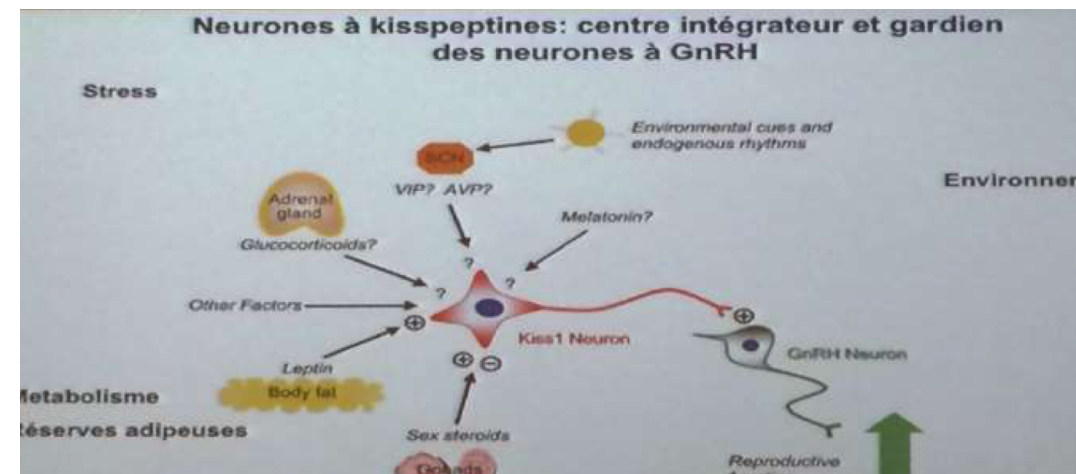 Neurones à kisspeptines: centre intégrateur et gardien
des neurones à GnRH
Stress
Environmental cues and
endogenous rhythms
SCN
Environner
VIP? AVP?
Adrenal
gland
Melatonin?
Glucocorticoids?
?
?
?
Other Factors
Kiss1 Neuron
GnRH Neuron
Leptin
Body fat
Metabolisme
Réserves adipeuses
Sex steroids
Gonads
Reproductive